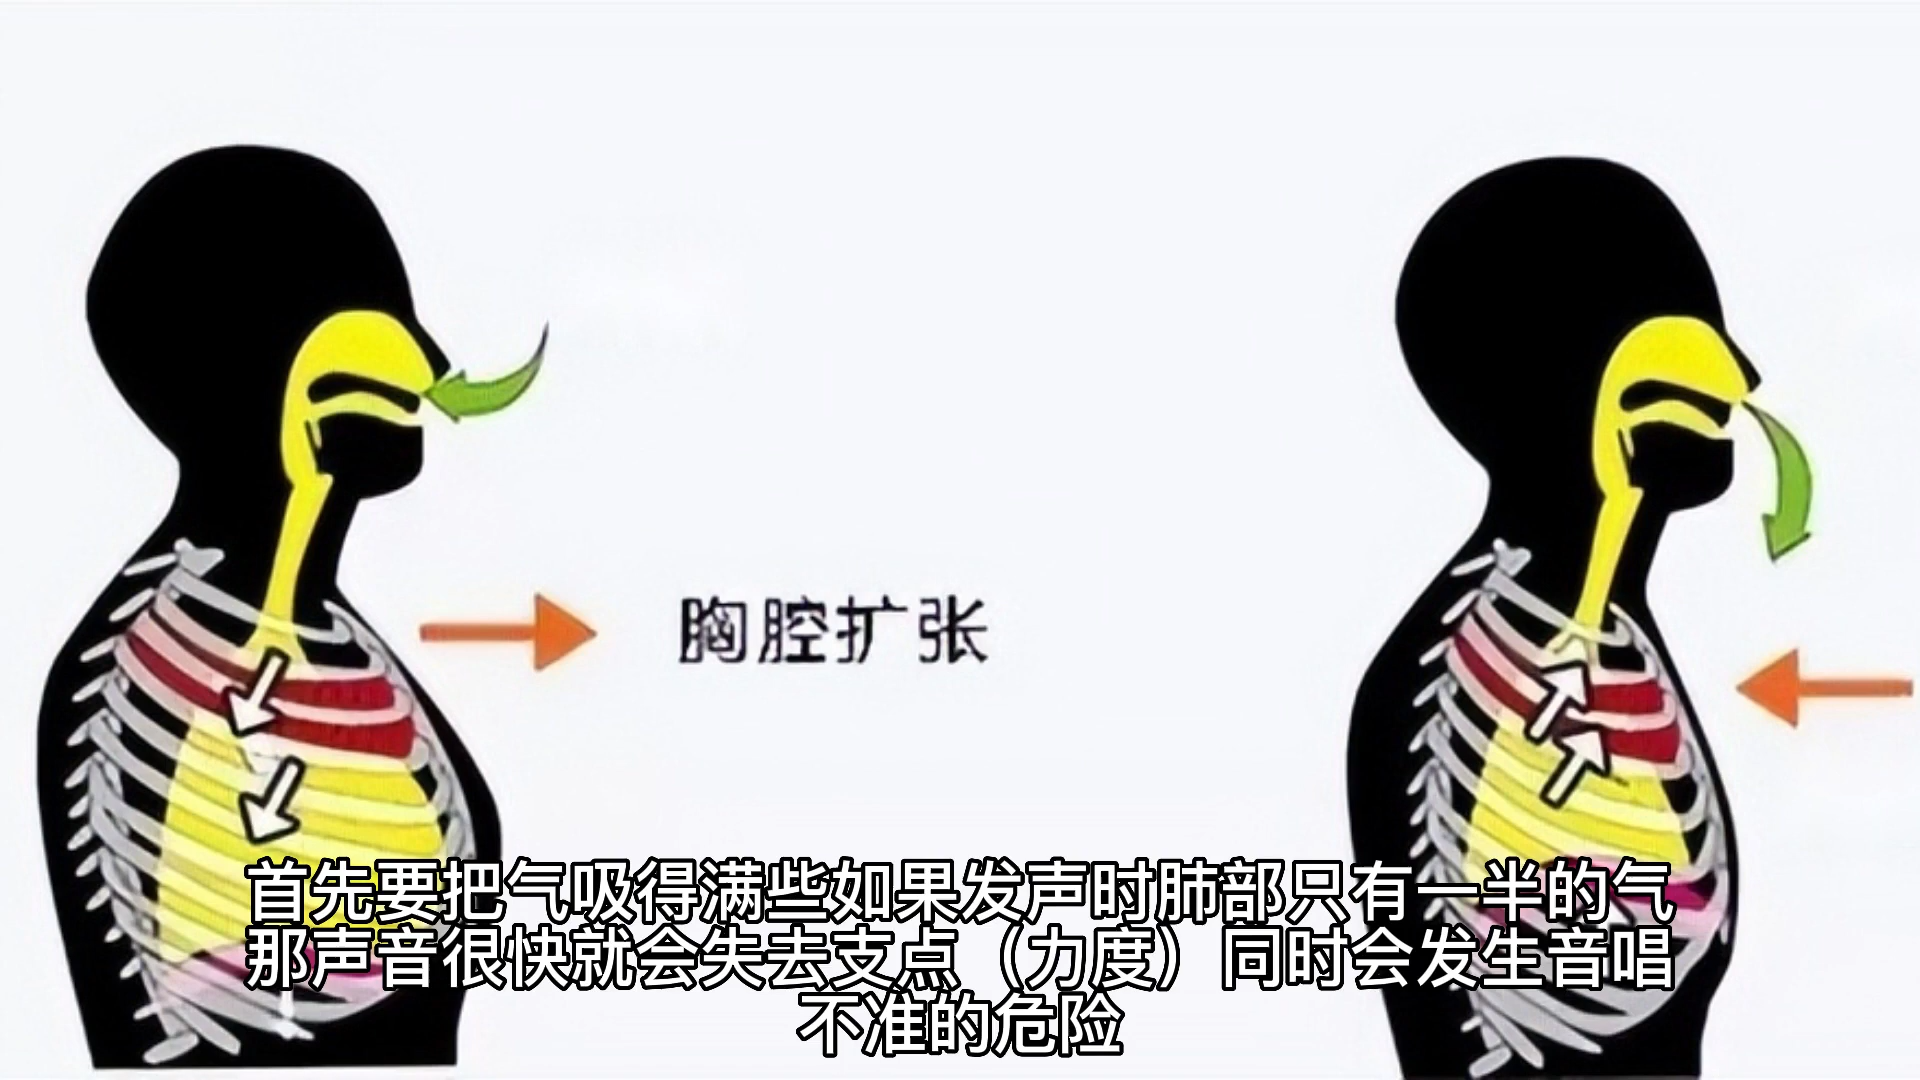 胸腔扩张
首先要把气吸得满些如果发声时肺部只有一半的气
那声音很快就会失去支点（力度）同时会发生音唱
不准的危险